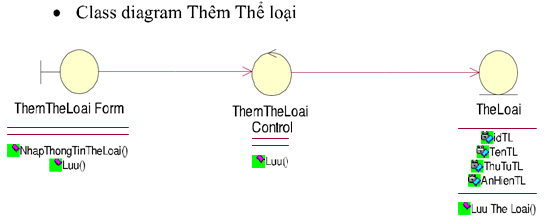 • Class diagram Thêm Thể loại
ThemTheLoai Form
NhapThongTinTheLoai()
Luu()
ThemTheLoai
Control
Luu()
TheLoai
idTL
TenTL
ThuTuTL
AnHienTL
Luu The Loai()